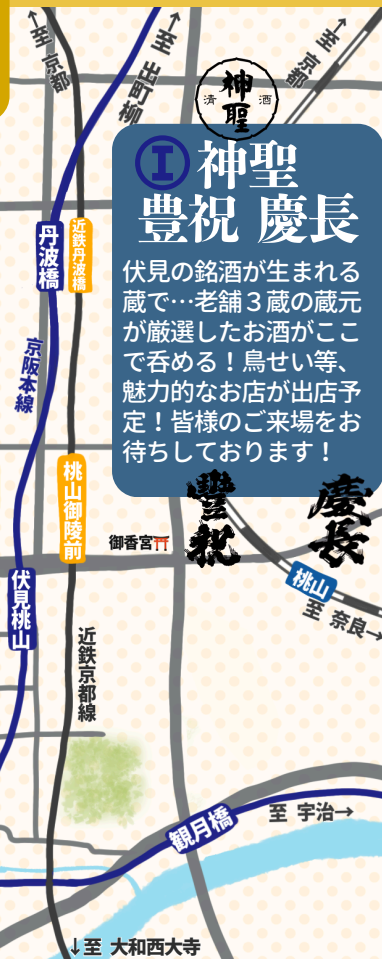 ↑至 京都
↑至 出町柳
↑至 京都
神聖
清 酒
I 神聖
豊祝 慶長
伏見の銘酒が生まれる
蔵で…老舗３蔵の蔵元
が厳選したお酒がここ
で呑める！鳥せい等、
魅力的なお店が出店予
定！皆様のご来場をお
待ちしております！
丹波橋
近鉄丹波橋
京阪本線
桃山御陵前
御香宮
豐祝
慶長
伏見桃山
桃山
至 奈良→
近鉄京都線
観月橋
至 宇治→
↓至 大和西大寺